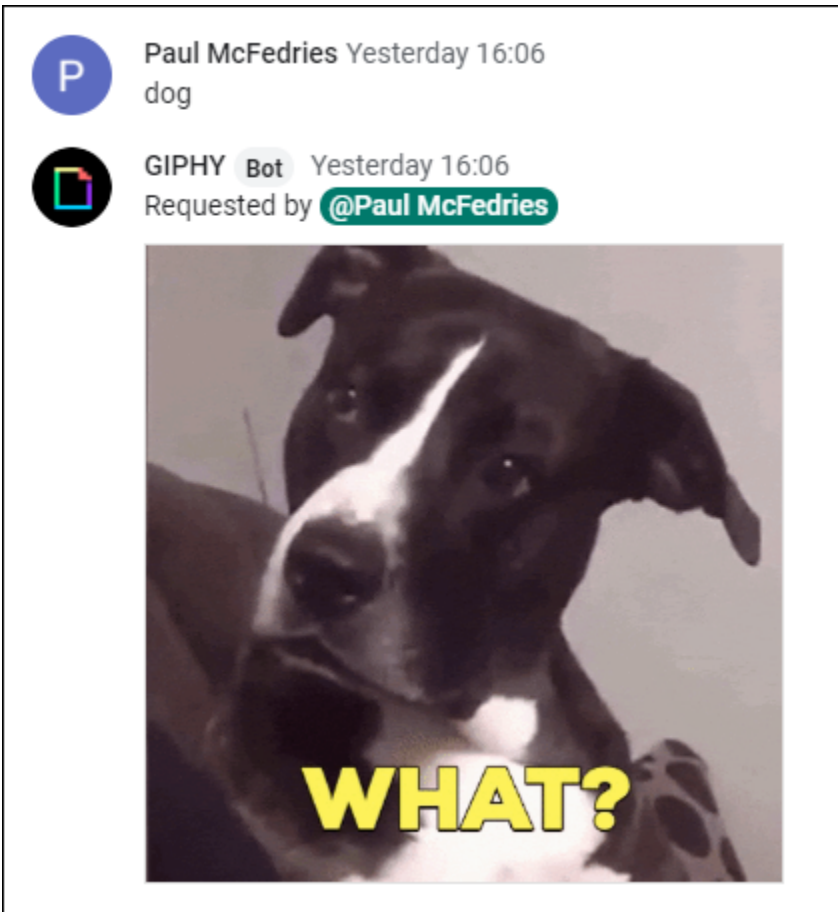 P
Paul McFedries Yesterday 16:06
dog
GIPHY Bot Yesterday 16:06
Requested by @Paul McFedries
WHAT?